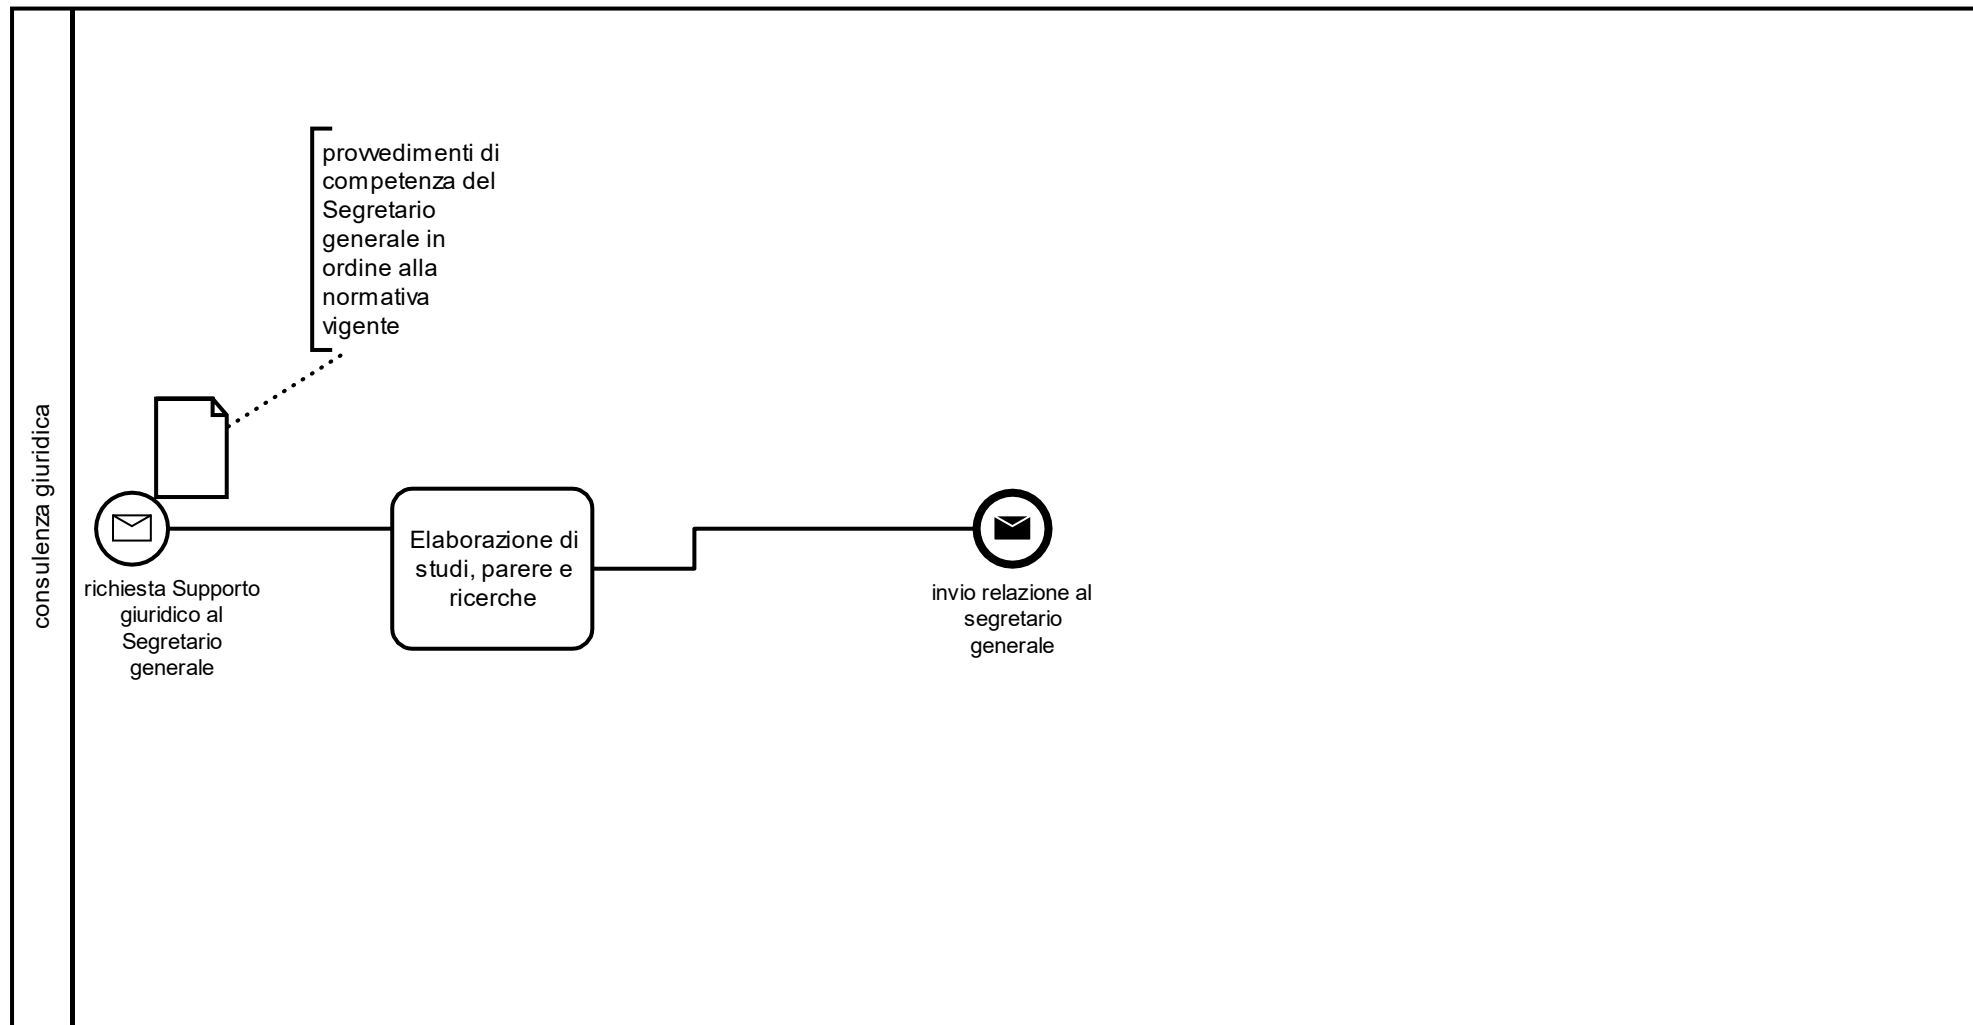 consulenza giuridica
provvedimenti di
competenza del
Segretario
generale in
ordine alla
normativa
vigente
richiesta Supporto
giuridico al
Segretario
generale
Elaborazione di
studi, parere e
ricerche
invio relazione al
segretario
generale